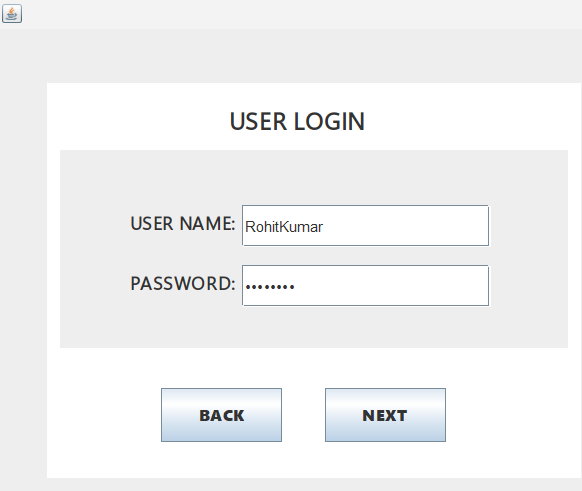 USER LOGIN
USER NAME: RohitKumar
PASSWORD: ••••••••
BACK NEXT